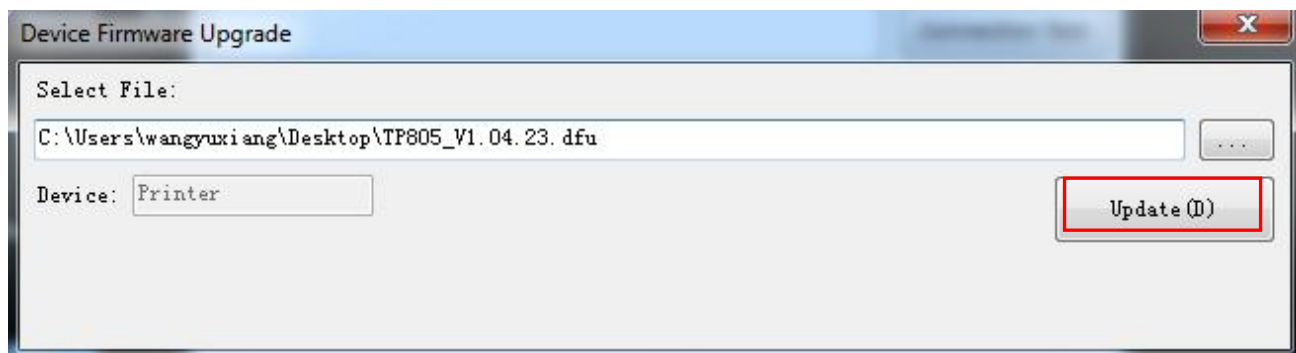 Device Firmware Upgrade
Select File:
C:\Users\wangyuxiang\Desktop\TP805_V1.04.23.dfu
...
Device: Printer
Update(D)